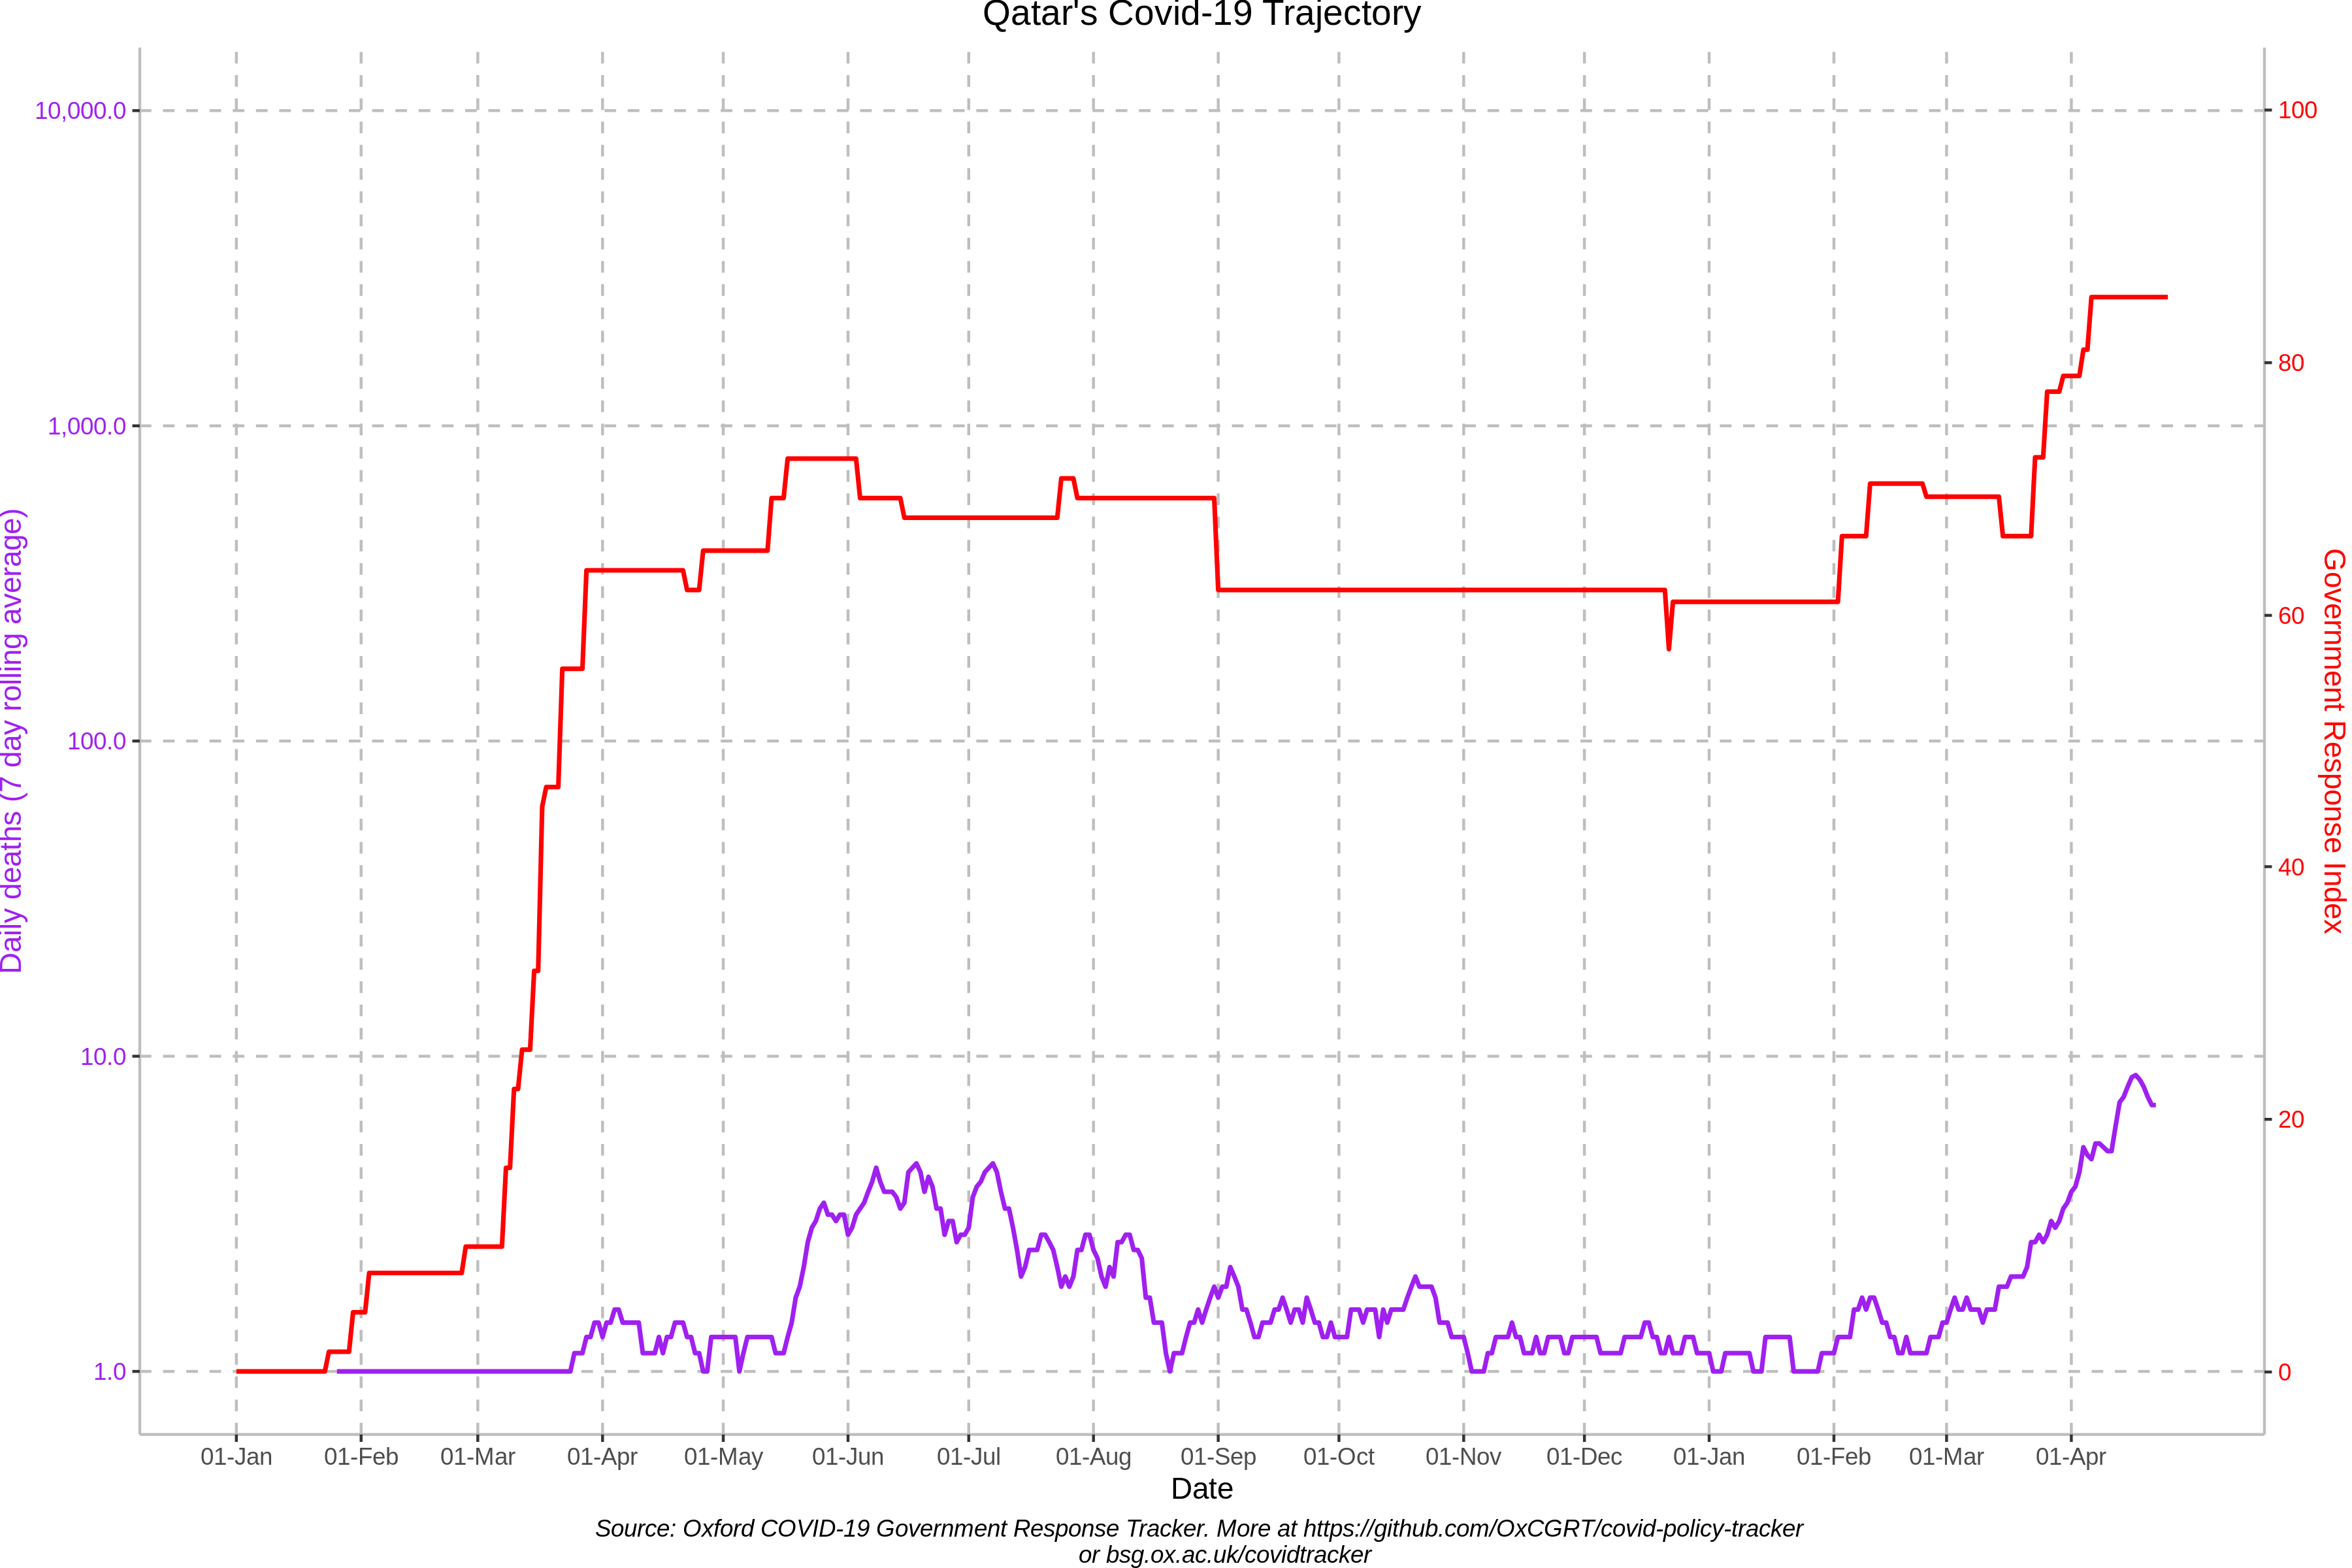 Qatar's Covid-19 Trajectory
10,000.0
1,000.0
100.0
10.0
1.0
Daily deaths (7 day rolling average)
100
80
60
40
20
0
Government Response Index
01-Jan 01-Feb 01-Mar 01-Apr 01-May 01-Jun 01-Jul 01-Aug 01-Sep 01-Oct 01-Nov 01-Dec 01-Jan 01-Feb 01-Mar 01-Apr
Date
Source: Oxford COVID-19 Government Response Tracker. More at https://github.com/OxCGRT/covid-policy-tracker
or bsg.ox.ac.uk/covidtracker